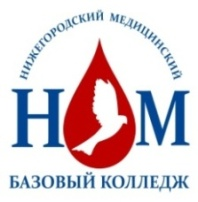 НИЖЕГОРОДСКИЙ МЕДИЦИНСКИЙ
НМ
БАЗОВЫЙ КОЛЛЕДЖ